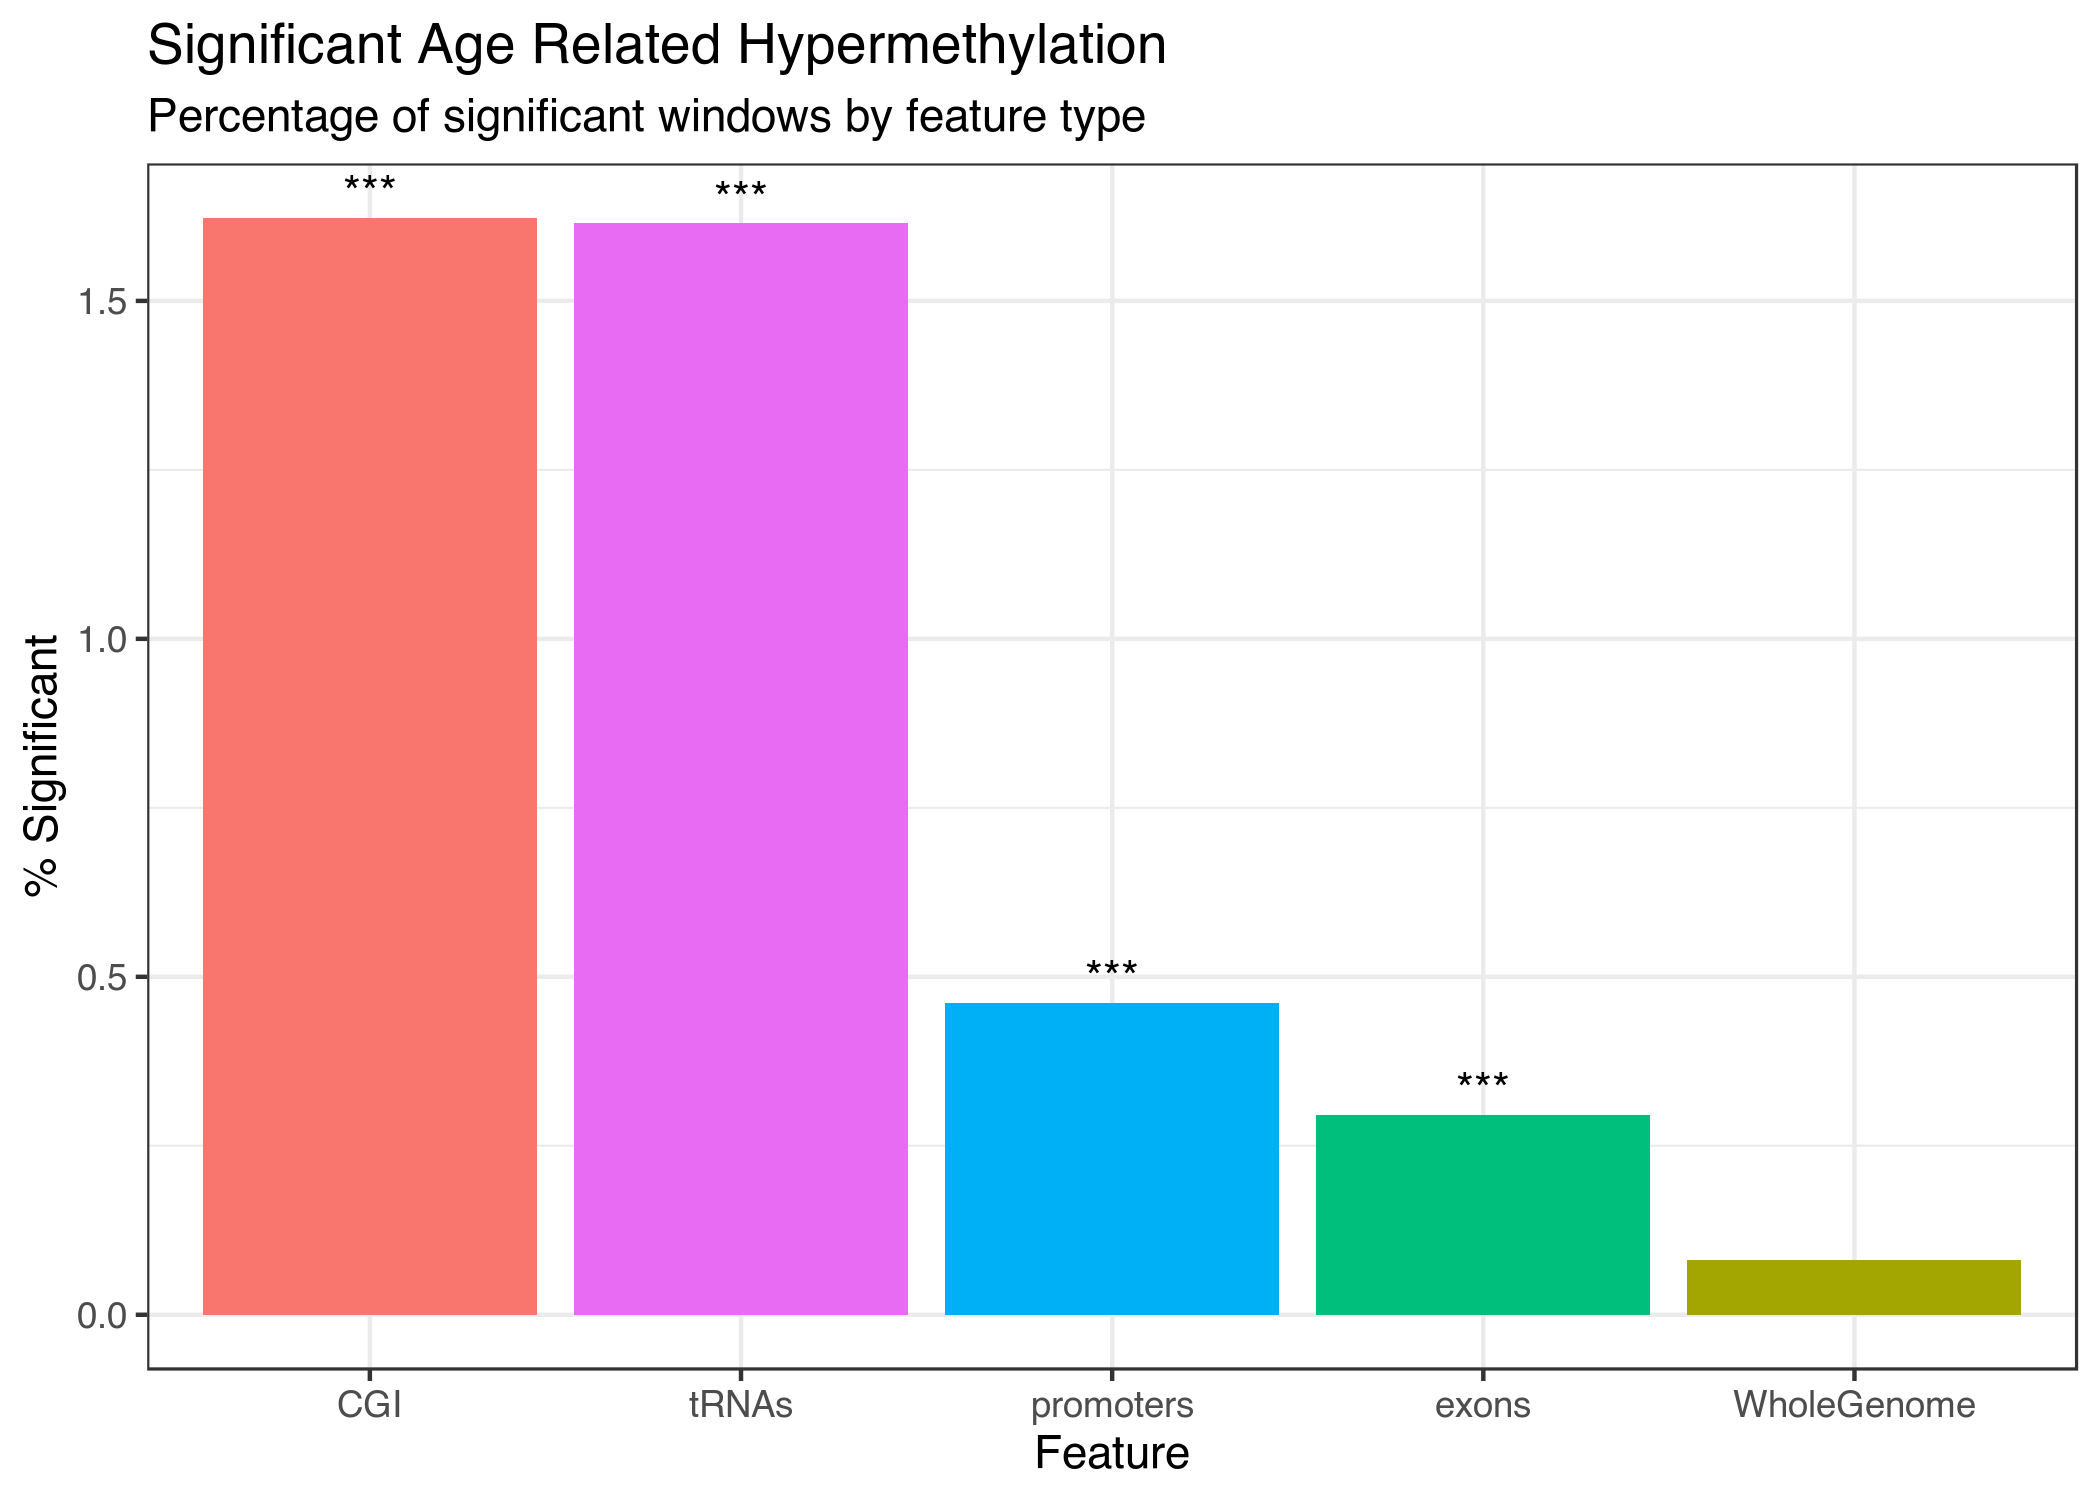 Significant Age Related Hypermethylation
Percentage of significant windows by feature type
% Significant
1.5
1.0
0.5
0.0
***
***
***
***
CGI tRNAs promoters exons WholeGenome
Feature